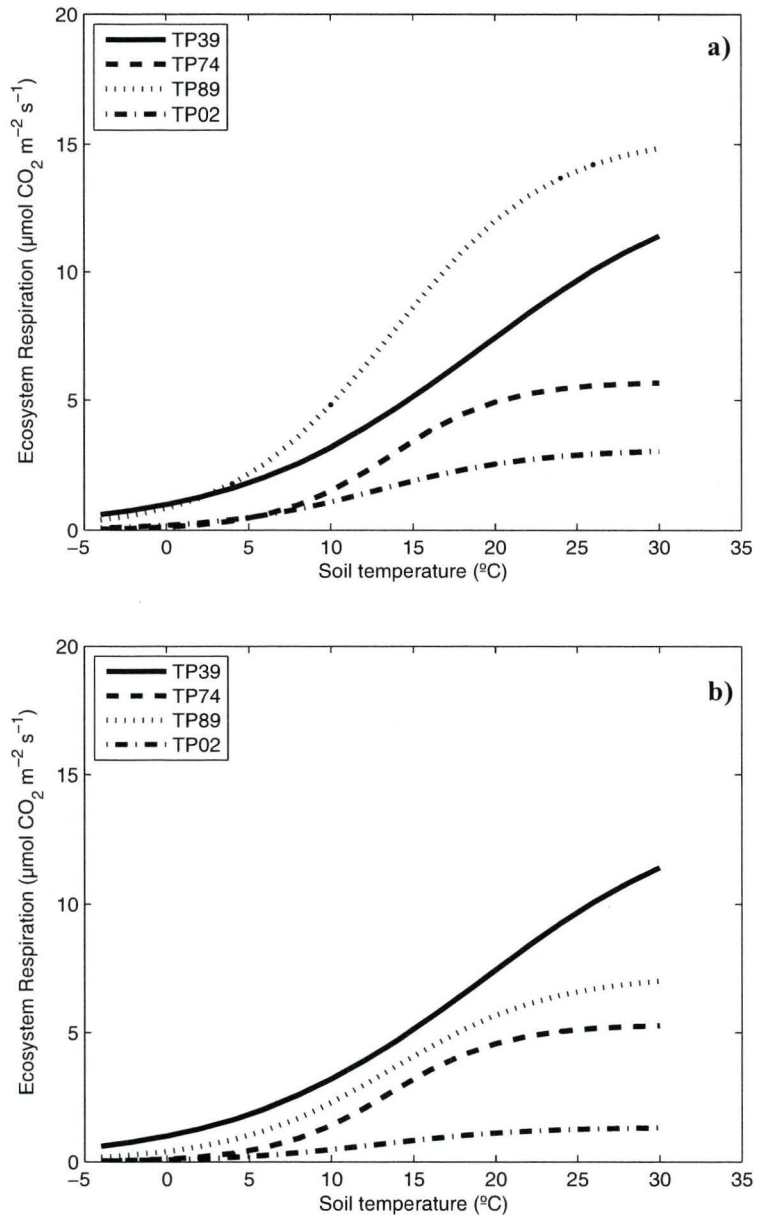 20
15
10
5
0
−5
0
5
10
15
20
25
30
35
Ecosystem Respiration (µmol CO₂ m⁻² s⁻¹)
Soil temperature (ºC)
TP39
TP74
TP89
TP02
a)
20
15
10
5
0
−5
0
5
10
15
20
25
30
35
Ecosystem Respiration (µmol CO₂ m⁻² s⁻¹)
Soil temperature (ºC)
TP39
TP74
TP89
TP02
b)